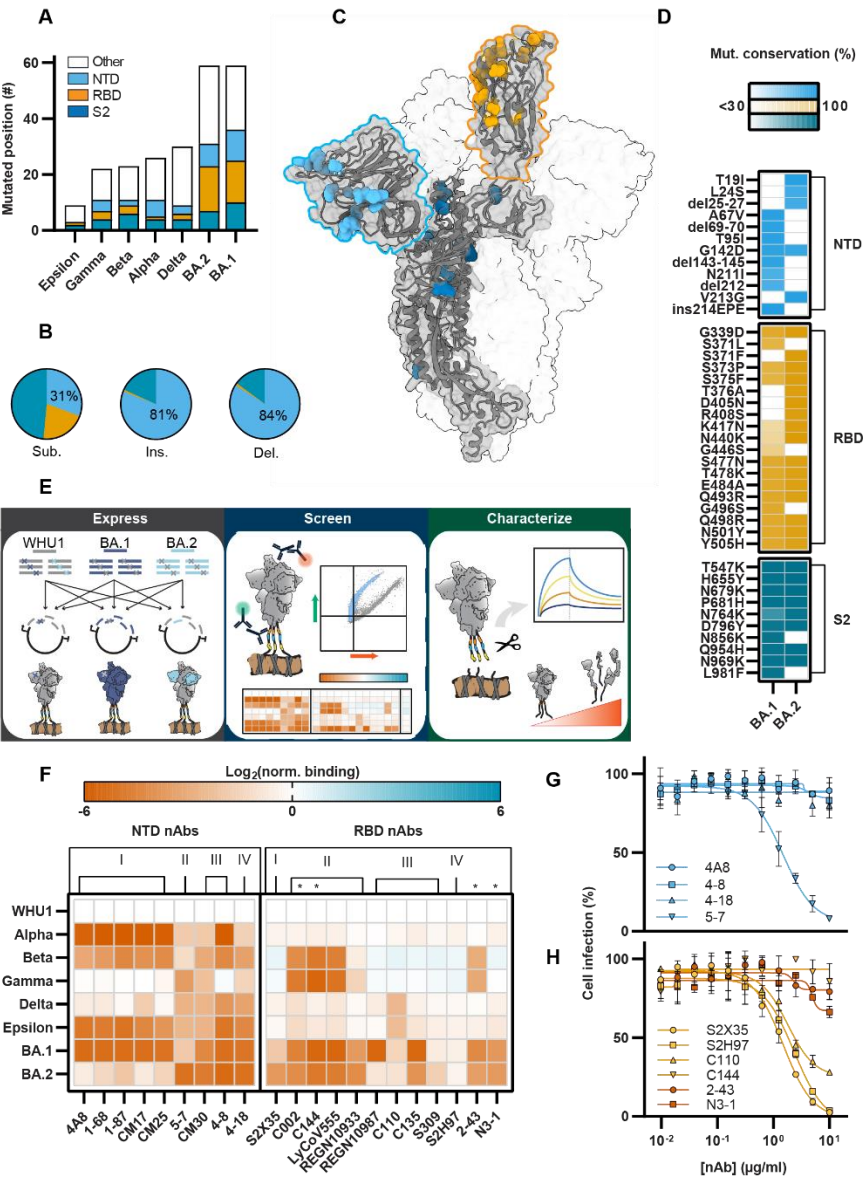 A
Mutated position (#)
60
40
20
0
Other
NTD
RBD
S2
Epsilon
Gamma
Beta
Alpha
Delta
BA.2
BA.1
B
31%
Sub.
81%
Ins.
84%
Del.
C
D
Mut. conservation (%)
<30
100
T19I
L24S
del25-27
A67V
del69-70
T95I
G142D
del143-145
N211I
del212
V213G
ins214EPE
NTD
G339D
S371L
S371F
S373P
S375F
T376A
D405N
R408S
K417N
N440K
G446S
S477N
T478K
E484A
Q493R
G496S
Q498R
N501Y
Y505H
RBD
T547K
H655Y
N679K
P681H
N764K
D796Y
N856K
Q954H
N969K
L981F
S2
BA.1
BA.2
E
Express
WHU1
BA.1
BA.2
Screen
Characterize
F
Log2(norm. binding)
-6
0
6
NTD nAbs
RBD nAbs
I
II
III
IV
I
II
III
IV
* * * *
WHU1
Alpha
Beta
Gamma
Delta
Epsilon
BA.1
BA.2
4A8
1-68
1-87
CM17
CM25
5-7
CM30
4-8
4-18
S2X35
C002
C144
LyCoV555
REGN10933
REGN10987
C110
C135
S309
S2H97
2-43
N3-1
G
100
50
0
4A8
4-8
4-18
5-7
Cell infection (%)
H
100
50
0
S2X35
S2H97
C110
C144
2-43
N3-1
10-2
10-1
100
101
[nAb] (µg/ml)